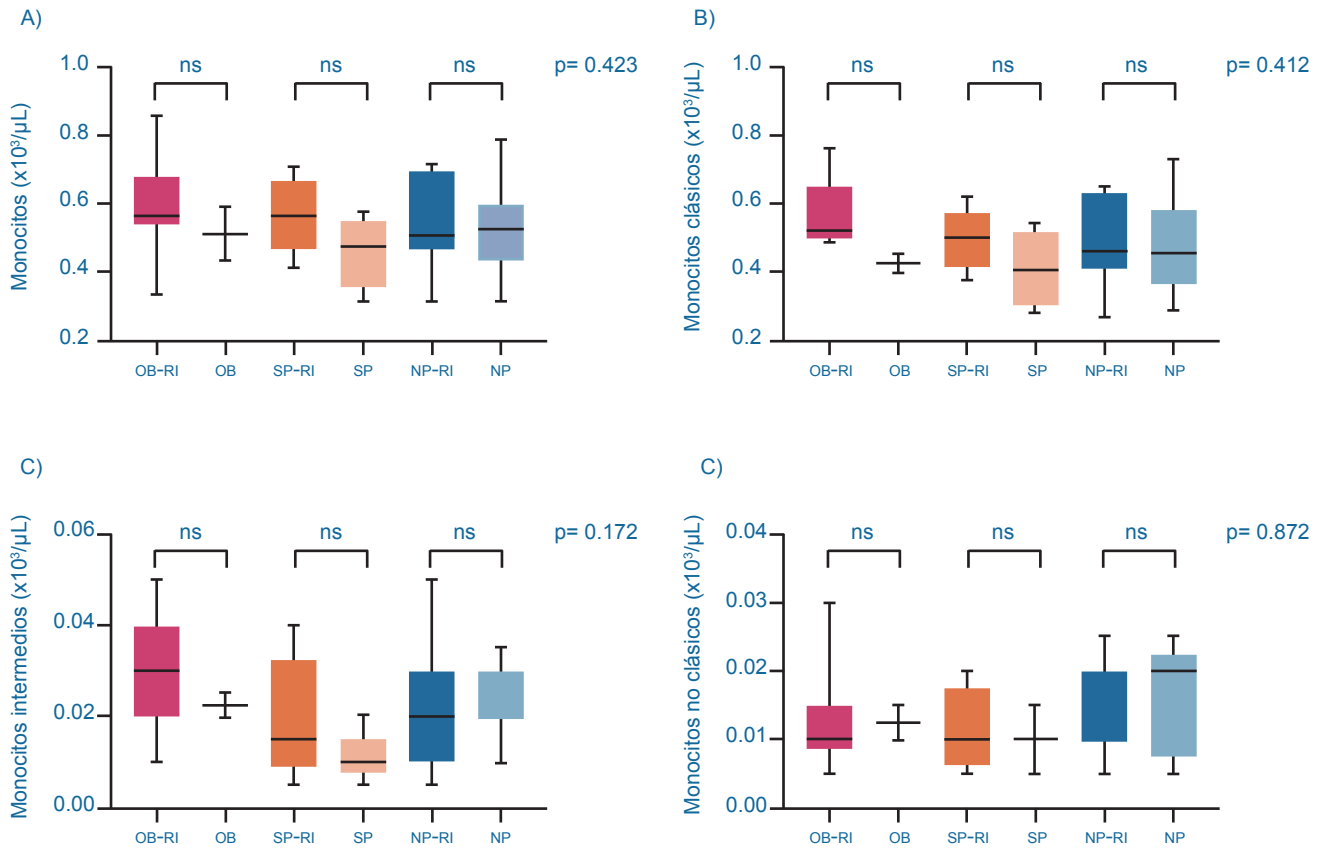 A)
ns
ns
ns
p= 0.423
Monocitos (x10³/µL)
1.0
0.8
0.6
0.4
0.2
OB-RI
OB
SP-RI
SP
NP-RI
NP
B)
ns
ns
ns
p= 0.412
Monocitos clásicos (x10³/µL)
1.0
0.8
0.6
0.4
0.2
OB-RI
OB
SP-RI
SP
NP-RI
NP
C)
ns
ns
ns
p= 0.172
Monocitos intermedios (x10³/µL)
0.06
0.04
0.02
0.00
OB-RI
OB
SP-RI
SP
NP-RI
NP
C)
ns
ns
ns
p= 0.872
Monocitos no clásicos (x10³/µL)
0.04
0.03
0.02
0.01
0.00
OB-RI
OB
SP-RI
SP
NP-RI
NP